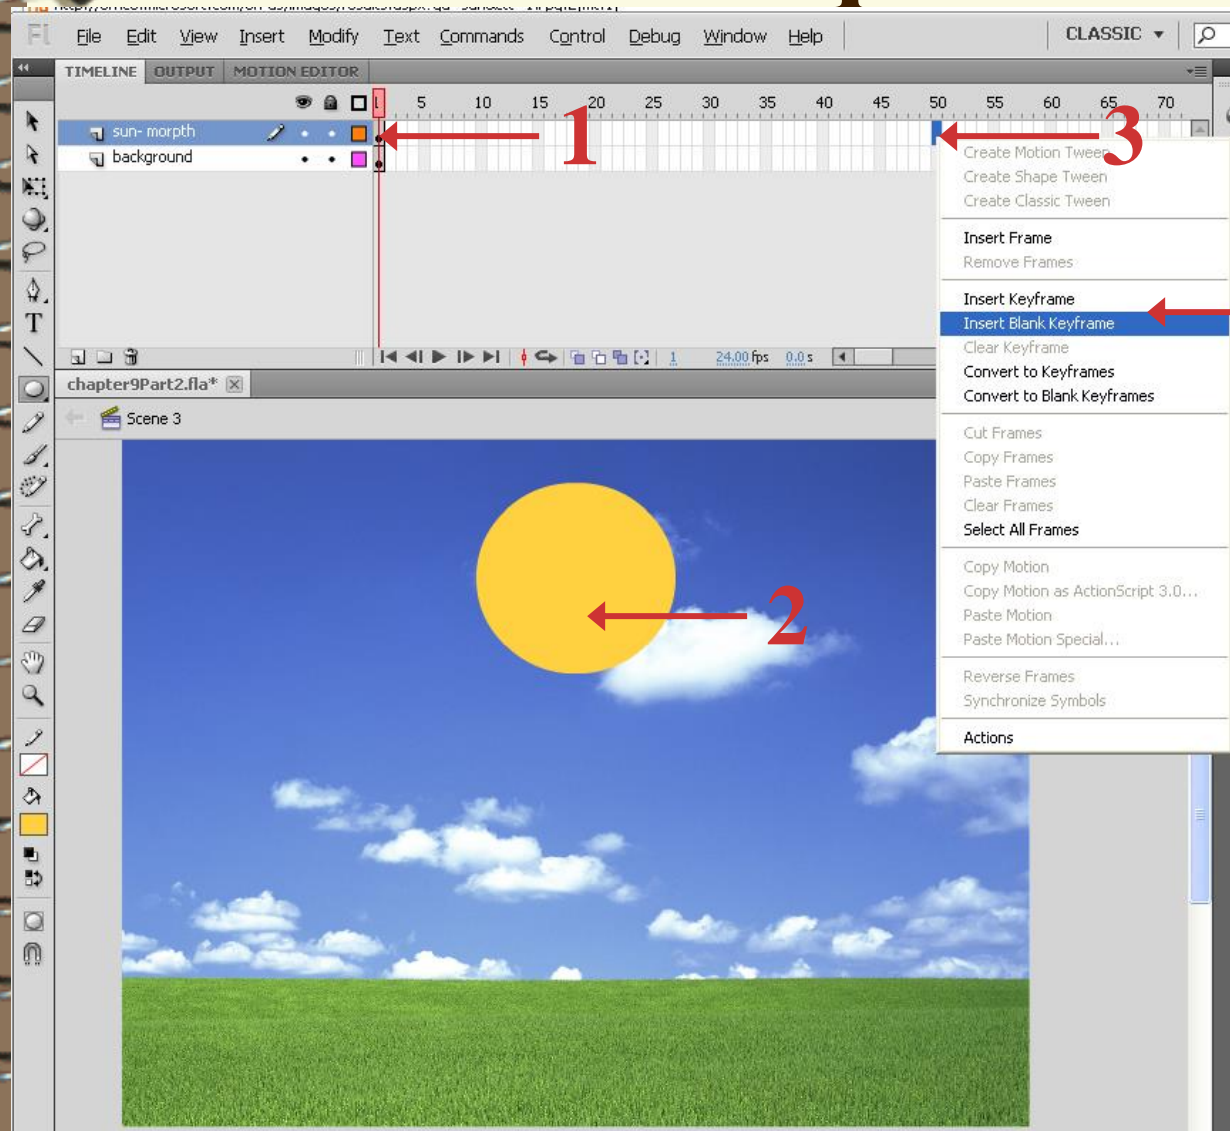 Fl File Edit View Insert Modify Text Commands Control Debug Window Help CLASSIC
TIMELINE OUTPUT MOTION EDITOR
5 10 15 20 25 30 35 40 45 50 55 60 65 70
sun- morpth
background
1
3
Create Motion Tween
Create Shape Tween
Create Classic Tween
Insert Frame
Remove Frames
Insert Keyframe
Insert Blank Keyframe
Clear Keyframe
Convert to Keyframes
Convert to Blank Keyframes
Cut Frames
Copy Frames
Paste Frames
Clear Frames
Select All Frames
Copy Motion
Copy Motion as ActionScript 3.0...
Paste Motion
Paste Motion Special...
Reverse Frames
Synchronize Symbols
Actions
T
1 24.00 fps 0.0 s
chapter9Part2.fla*
Scene 3
2